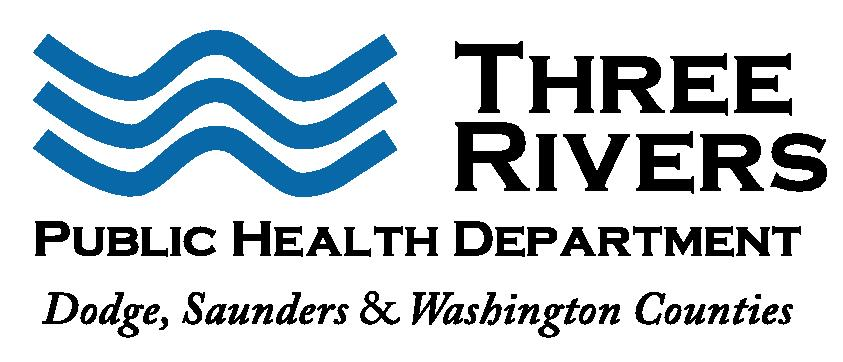 THREE
RIVERS
PUBLIC HEALTH DEPARTMENT
Dodge, Saunders & Washington Counties